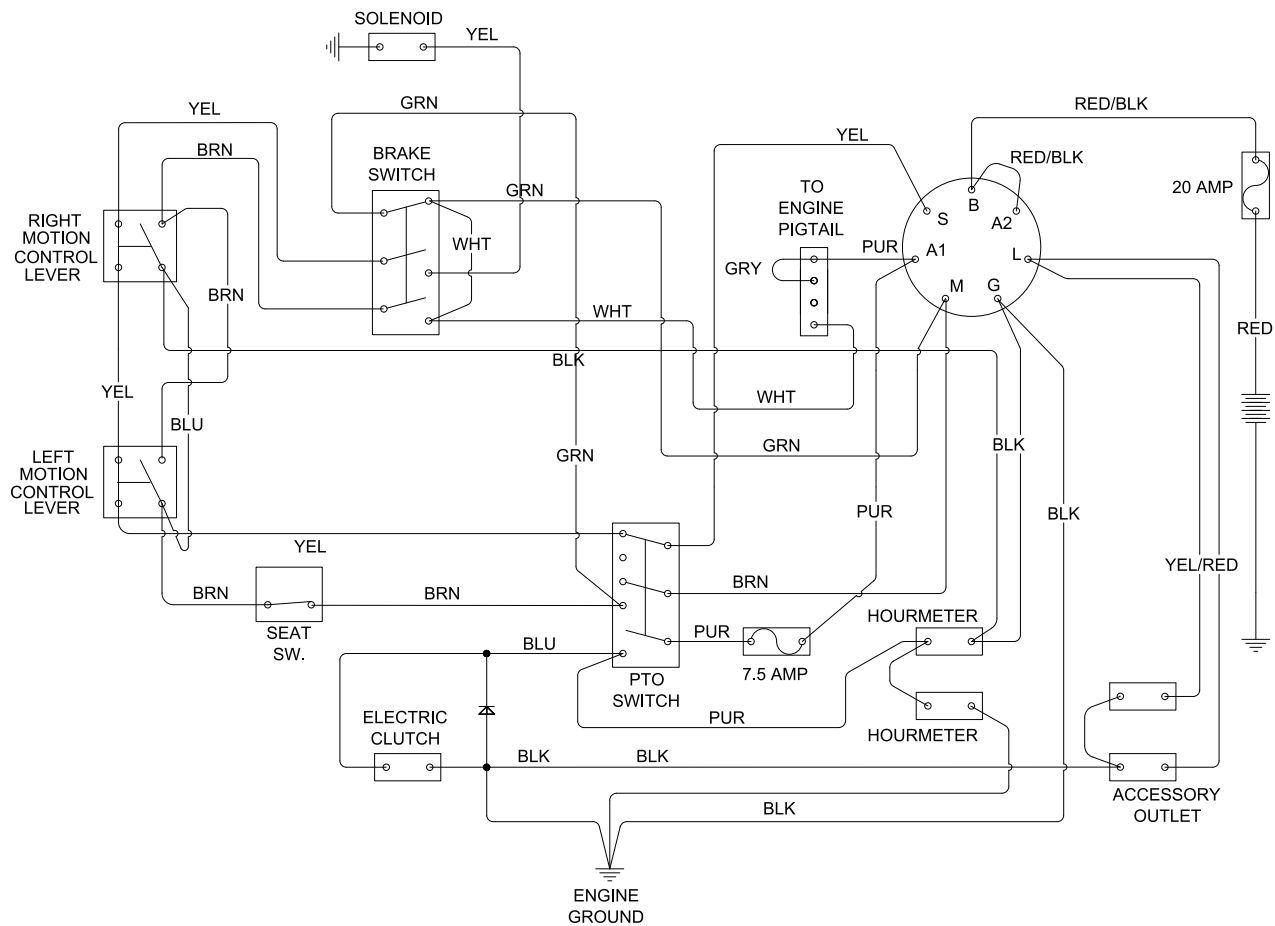 SOLENOID
YEL
GRN
YEL
RED/BLK
YEL
BRN
BRAKE
SWITCH
RED/BLK
20 AMP
TO
ENGINE
PIGTAIL
GRN
S
B
A2
RIGHT
MOTION
CONTROL
LEVER
WHT
PUR
A1
L
GRY
BRN
M
G
WHT
RED
BLK
YEL
WHT
BLU
GRN
BLK
LEFT
MOTION
CONTROL
LEVER
GRN
PUR
BLK
YEL
YEL/RED
BRN
BRN
BRN
SEAT
SW.
HOURMETER
BLU
PUR
7.5 AMP
PTO
SWITCH
PUR
ELECTRIC
CLUTCH
HOURMETER
BLK
BLK
ACCESSORY
OUTLET
BLK
ENGINE
GROUND